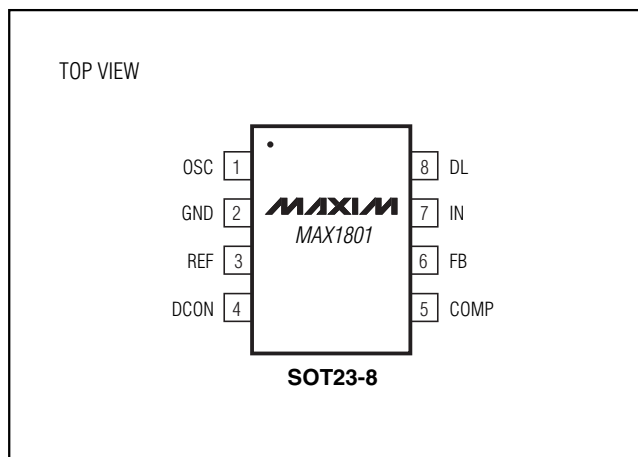 TOP VIEW
OSC 1
GND 2
REF 3
DCON 4
MAXIM
MAX1801
8 DL
7 IN
6 FB
5 COMP
SOT23-8